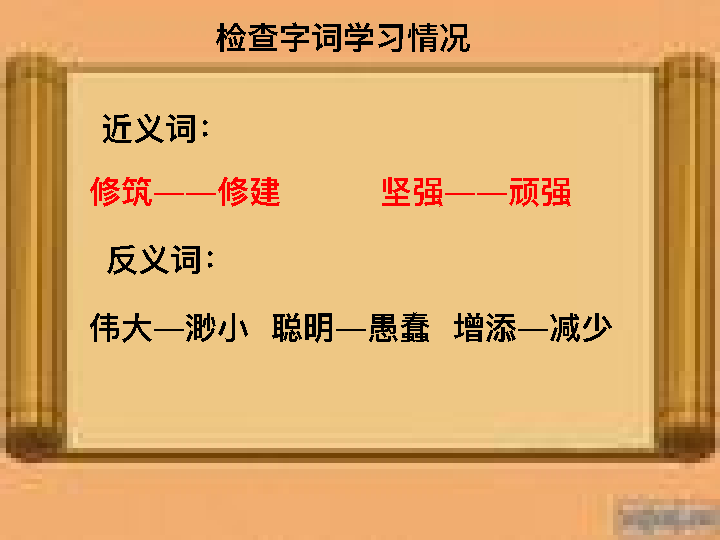 检查字词学习情况
近义词：
修筑——修建 坚强——顽强
反义词：
伟大—渺小 聪明—愚蠢 增添—减少